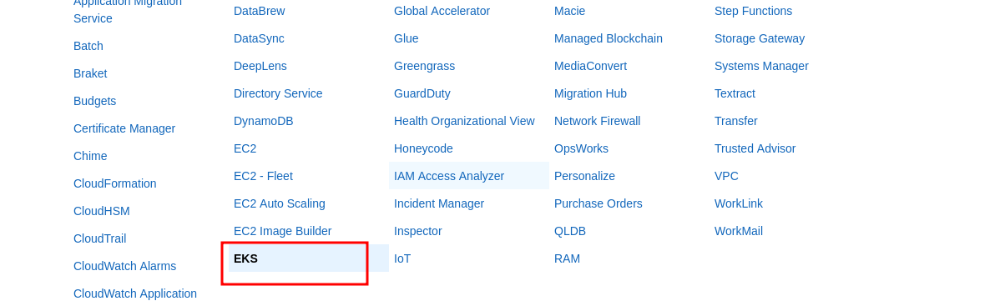 Application Migration
Service
Batch
Braket
Budgets
Certificate Manager
Chime
CloudFormation
CloudHSM
CloudTrail
CloudWatch Alarms
CloudWatch Application
DataBrew
DataSync
DeepLens
Directory Service
DynamoDB
EC2
EC2 - Fleet
EC2 Auto Scaling
EC2 Image Builder
EKS
Global Accelerator
Glue
Greengrass
GuardDuty
Health Organizational View
Honeycode
IAM Access Analyzer
Incident Manager
Inspector
IoT
Macie
Managed Blockchain
MediaConvert
Migration Hub
Network Firewall
OpsWorks
Personalize
Purchase Orders
QLDB
RAM
Step Functions
Storage Gateway
Systems Manager
Textract
Transfer
Trusted Advisor
VPC
WorkLink
WorkMail